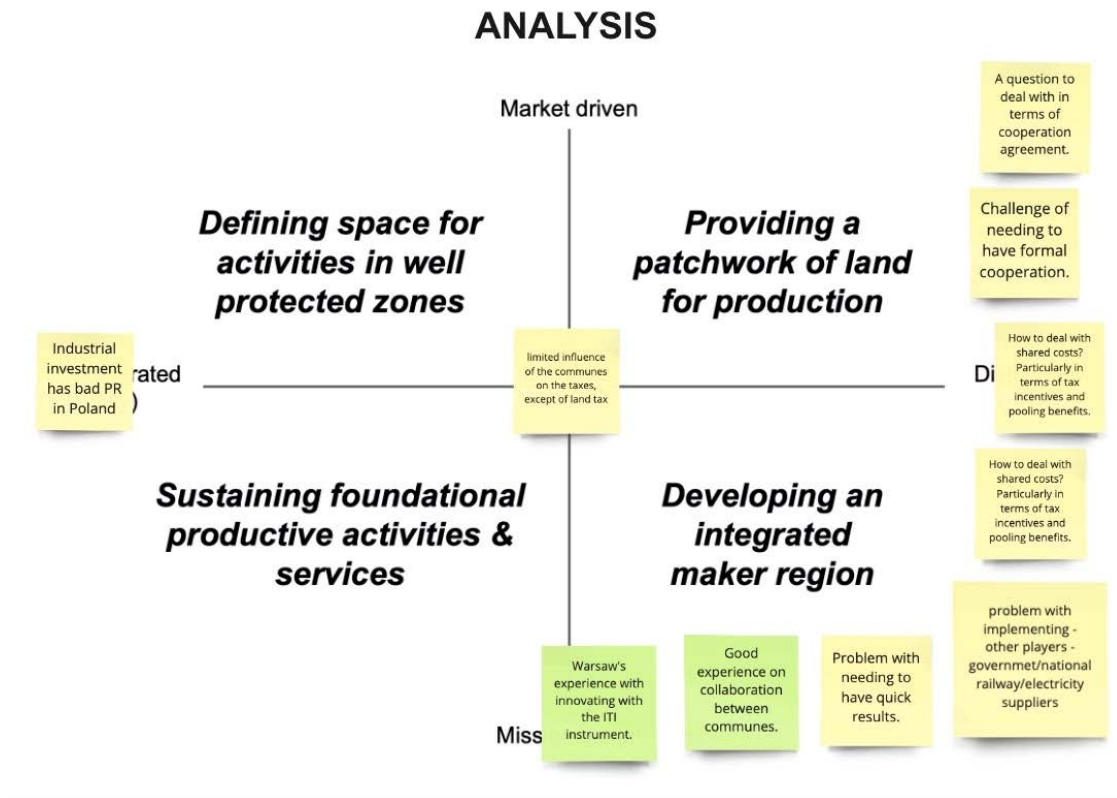 ANALYSIS
Market driven
A question to
deal with in
terms of
cooperation
agreement.
Defining space for
activities in well
protected zones
Providing a
patchwork of land
for production
Challenge of
needing to
have formal
cooperation.
Industrial
investment
has bad PR
in Poland
rated
)
limited influence
of the communes
on the taxes,
except of land tax
Di
How to deal with
shared costs?
Particularly in
terms of tax
incentives and
pooling benefits.
Sustaining foundational
productive activities &
services
Developing an
integrated
maker region
How to deal with
shared costs?
Particularly in
terms of tax
incentives and
pooling benefits.
Miss
Warsaw's
experience with
innovating with
the ITI
instrument.
Good
experience on
collaboration
between
communes.
Problem with
needing to
have quick
results.
problem with
implementing -
other players -
governmet/national
railway/electricity
suppliers